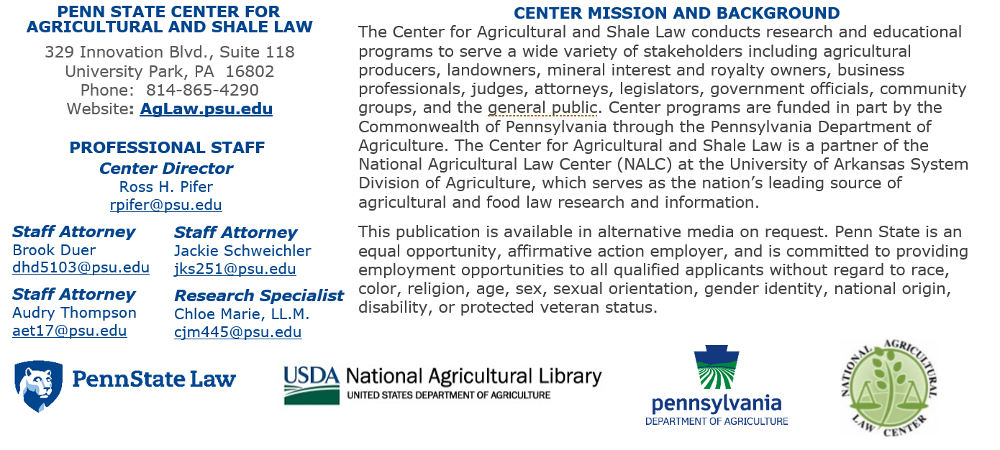 PENN STATE CENTER FOR
AGRICULTURAL AND SHALE LAW
329 Innovation Blvd., Suite 118
University Park, PA  16802
Phone:  814-865-4290
Website: AgLaw.psu.edu
PROFESSIONAL STAFF
Center Director
Ross H. Pifer
rpifer@psu.edu
Staff Attorney
Brook Duer
dhd5103@psu.edu
Staff Attorney
Jackie Schweichler
jks251@psu.edu
Staff Attorney
Audry Thompson
aet17@psu.edu
Research Specialist
Chloe Marie, LL.M.
cjm445@psu.edu
CENTER MISSION AND BACKGROUND
The Center for Agricultural and Shale Law conducts research and educational
programs to serve a wide variety of stakeholders including agricultural
producers, landowners, mineral interest and royalty owners, business
professionals, judges, attorneys, legislators, government officials, community
groups, and the general public. Center programs are funded in part by the
Commonwealth of Pennsylvania through the Pennsylvania Department of
Agriculture. The Center for Agricultural and Shale Law is a partner of the
National Agricultural Law Center (NALC) at the University of Arkansas System
Division of Agriculture, which serves as the nation’s leading source of
agricultural and food law research and information.
This publication is available in alternative media on request. Penn State is an
equal opportunity, affirmative action employer, and is committed to providing
employment opportunities to all qualified applicants without regard to race,
color, religion, age, sex, sexual orientation, gender identity, national origin,
disability, or protected veteran status.
PennState Law
USDA National Agricultural Library
UNITED STATES DEPARTMENT OF AGRICULTURE
pennsylvania
DEPARTMENT OF AGRICULTURE
NATIONAL AGRICULTURAL
LAW CENTER